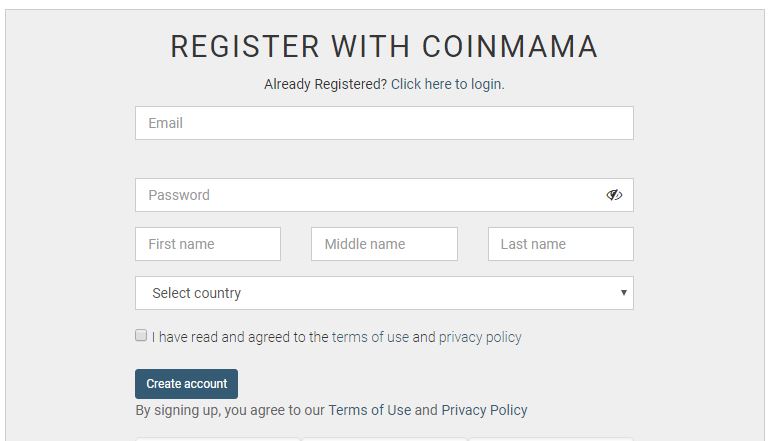 REGISTER WITH COINMAMA
Already Registered? Click here to login.
Email
Password
First name
Middle name
Last name
Select country
I have read and agreed to the terms of use and privacy policy
Create account
By signing up, you agree to our Terms of Use and Privacy Policy